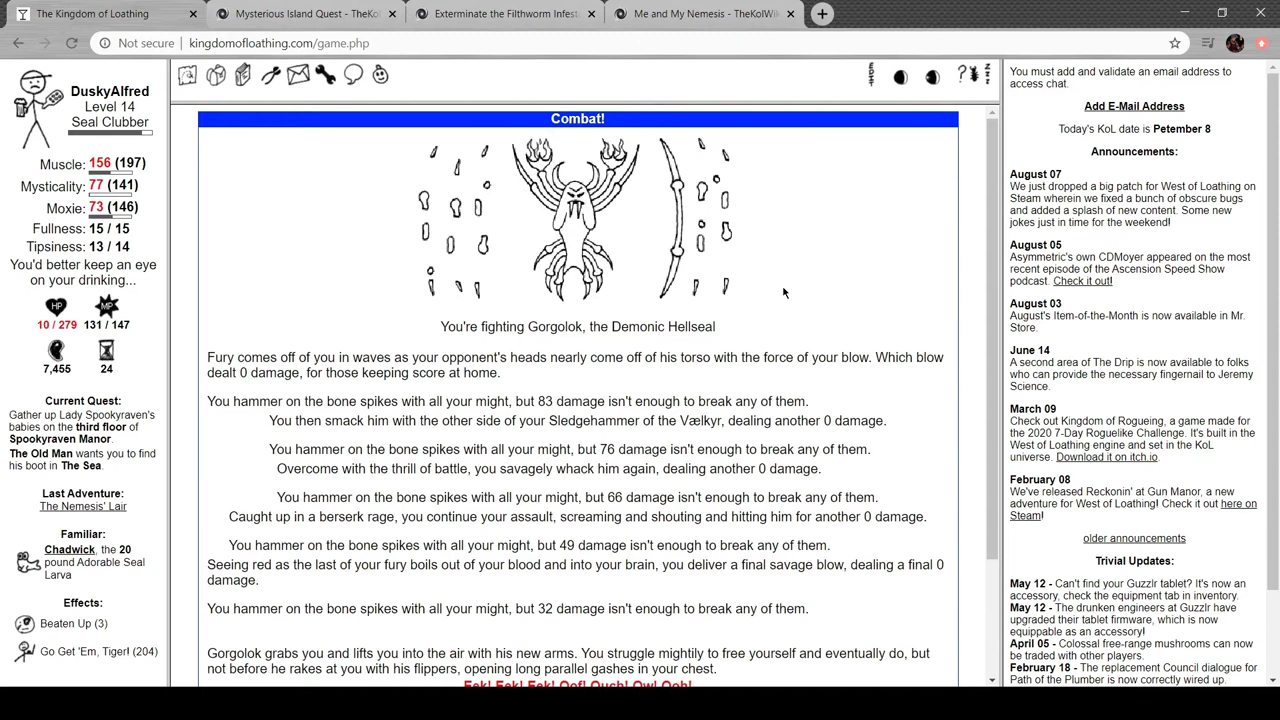 The Kingdom of Loathing
Mysterious Island Quest - TheKol
Exterminate the Filthworm Infest
Me and My Nemesis - TheKolWi
Not secure
kingdomofloathing.com/game.php
DuskyAlfred
Level 14
Seal Clubber
Muscle: 156 (197)
Mysticality: 77 (141)
Moxie: 73 (146)
Fullness: 15 / 15
Tipsiness: 13 / 14
You'd better keep an eye
on your drinking...
HP MP
10 / 279 131 / 147
7,455 24
Current Quest:
Gather up Lady Spookyraven's
babies on the third floor of
Spookyraven Manor.
The Old Man wants you to find
his boot in The Sea.
Last Adventure:
The Nemesis' Lair
Familiar:
Chadwick, the 20
pound Adorable Seal
Larva
Effects:
Beaten Up (3)
Go Get 'Em, Tiger! (204)
Combat!
You're fighting Gorgolok, the Demonic Hellseal
Fury comes off of you in waves as your opponent's heads nearly come off of his torso with the force of your blow. Which blow
dealt 0 damage, for those keeping score at home.
You hammer on the bone spikes with all your might, but 83 damage isn't enough to break any of them.
You then smack him with the other side of your Sledgehammer of the Vælkyr, dealing another 0 damage.
You hammer on the bone spikes with all your might, but 76 damage isn't enough to break any of them.
Overcome with the thrill of battle, you savagely whack him again, dealing another 0 damage.
You hammer on the bone spikes with all your might, but 66 damage isn't enough to break any of them.
Caught up in a berserk rage, you continue your assault, screaming and shouting and hitting him for another 0 damage.
You hammer on the bone spikes with all your might, but 49 damage isn't enough to break any of them.
Seeing red as the last of your fury boils out of your blood and into your brain, you deliver a final savage blow, dealing a final 0
damage.
You hammer on the bone spikes with all your might, but 32 damage isn't enough to break any of them.
Gorgolok grabs you and lifts you into the air with his new arms. You struggle mightily to free yourself and eventually do, but
not before he rakes at you with his flippers, opening long parallel gashes in your chest.
Eek! Eek! Eek! Oof! Ouch! Ow! Ooh!
You must add and validate an email address to
access chat.
Add E-Mail Address
Today's KoL date is Petember 8
Announcements:
August 07
We just dropped a big patch for West of Loathing on
Steam wherein we fixed a bunch of obscure bugs
and added a splash of new content. Some new
jokes just in time for the weekend!
August 05
Asymmetric's own CDMoyer appeared on the most
recent episode of the Ascension Speed Show
podcast. Check it out!
August 03
August's Item-of-the-Month is now available in Mr.
Store.
June 14
A second area of The Drip is now available to folks
who can provide the necessary fingernail to Jeremy
Science.
March 09
Check out Kingdom of Rogueing, a game made for
the 2020 7-Day Roguelike Challenge. It's built in the
West of Loathing engine and set in the KoL
universe. Download it on itch.io.
February 08
We've released Reckonin' at Gun Manor, a new
adventure for West of Loathing! Check it out here on
Steam!
older announcements
Trivial Updates:
May 12 - Can't find your Guzzlr tablet? It's now an
accessory, check the equipment tab in inventory.
May 12 - The drunken engineers at Guzzlr have
upgraded their tablet firmware, which is now
equippable as an accessory!
April 05 - Colossal free-range mushrooms can now
be traded with other players.
February 18 - The replacement Council dialogue for
Path of the Plumber is now correctly wired up.